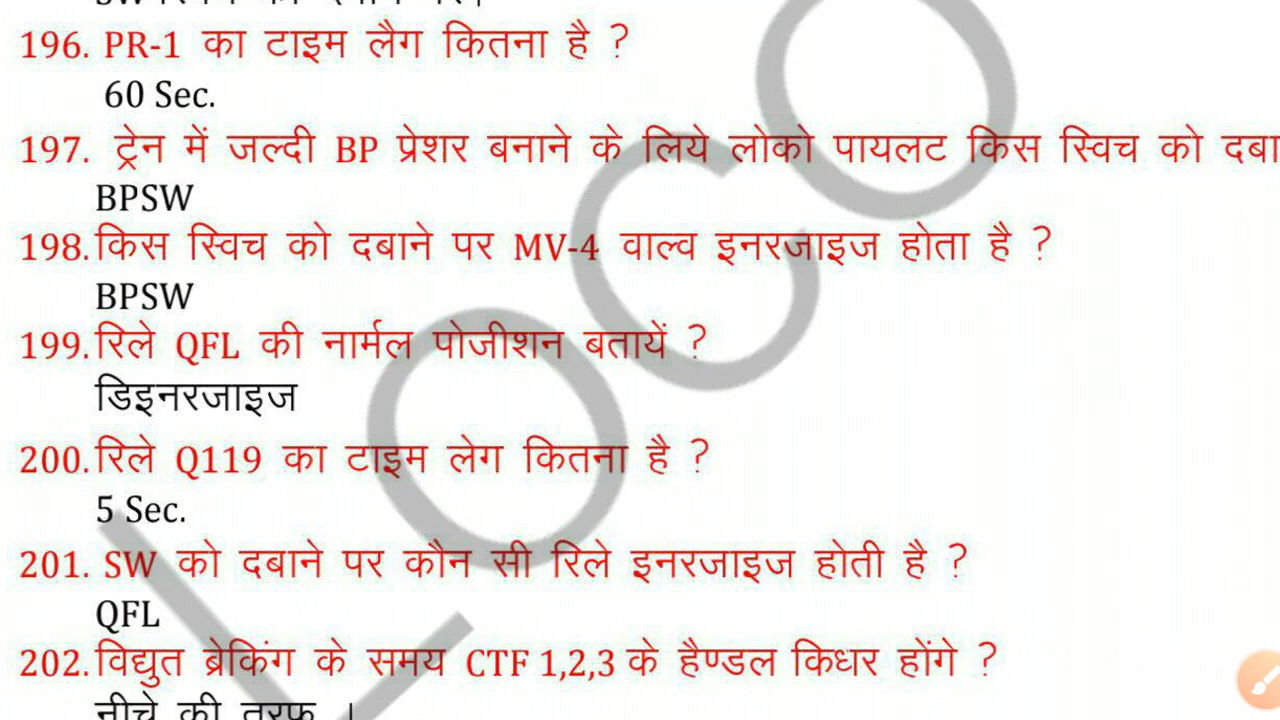 196. PR-1 का टाइम लैग कितना है ?
60 Sec.
197. ट्रेन में जल्दी BP प्रेशर बनाने के लिये लोको पायलट किस स्विच को दबा
BPSW
198. किस स्विच को दबाने पर MV-4 वाल्व इनरजाइज होता है ?
BPSW
199. रिले QFL की नार्मल पोजीशन बतायें ?
डिइनरजाइज
200. रिले Q119 का टाइम लेग कितना है ?
5 Sec.
201. SW को दबाने पर कौन सी रिले इनरजाइज होती है ?
QFL
202. विद्युत ब्रेकिंग के समय CTF 1,2,3 के हैण्डल किधर होंगे ?
नीचे की तरफ ।
LOCO